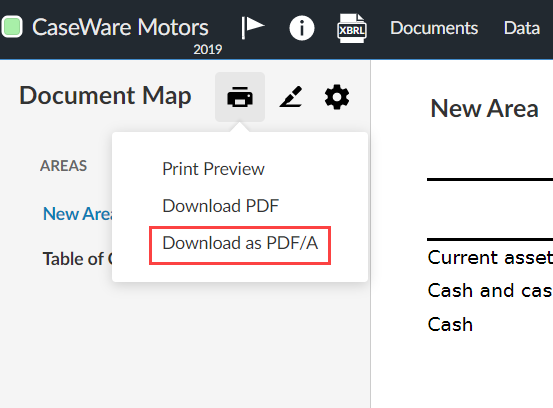 CaseWare Motors
2019
XBRL
Documents
Data
Document Map
Print Preview
Download PDF
Download as PDF/A
AREAS
New Area
Table of
New Area
Current asset
Cash and cas
Cash